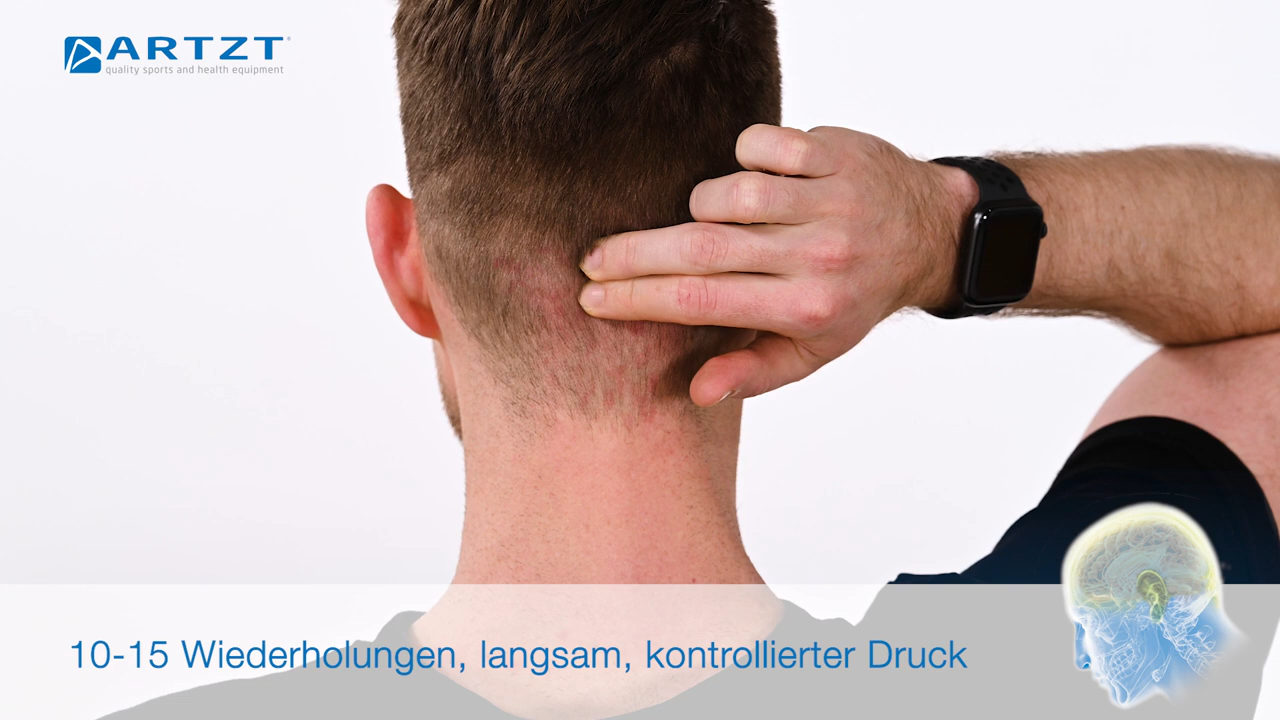 ARTZT
quality sports and health equipment
10-15 Wiederholungen, langsam, kontrollierter Druck